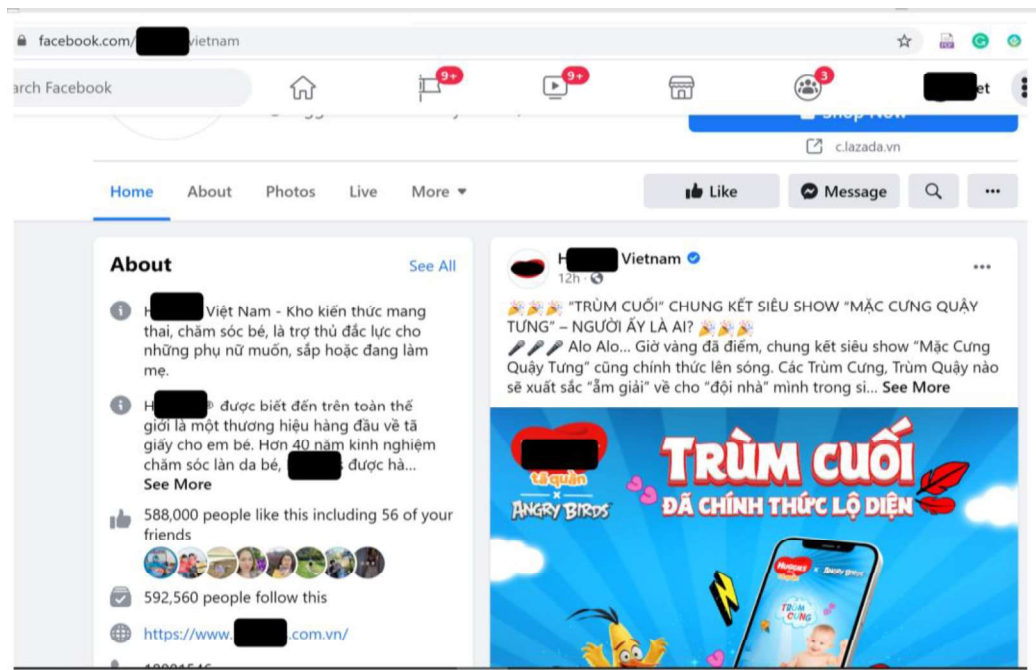 facebook.com/ vietnam
arch Facebook
9+
9+
3
et
Shop Now
c.lazada.vn
Home About Photos Live More
Like Message
About
See All
H Việt Nam - Kho kiến thức mang
thai, chăm sóc bé, là trợ thủ đắc lực cho
những phụ nữ muốn, sắp hoặc đang làm
mẹ.
H ® được biết đến trên toàn thế
giới là một thương hiệu hàng đầu về tã
giấy cho em bé. Hơn 40 năm kinh nghiệm
chăm sóc làn da bé, s được hà...
See More
588,000 people like this including 56 of your
friends
592,560 people follow this
https://www. .com.vn/
H Vietnam
12h ·
"TRÙM CUỐI" CHUNG KẾT SIÊU SHOW "MẶC CƯNG QUẬY
TƯNG" – NGƯỜI ẤY LÀ AI?
Alo Alo... Giờ vàng đã điểm, chung kết siêu show "Mặc Cưng
Quậy Tưng" cũng chính thức lên sóng. Các Trùm Cưng, Trùm Quậy nào
sẽ xuất sắc "ẵm giải" về cho "đội nhà" mình trong si... See More
tã quần
x
ANGRY BIRDS
TRÙM CUỐI
ĐÃ CHÍNH THỨC LỘ DIỆN
HUGGIES x ANGRY BIRDS
TRÙM
CƯNG